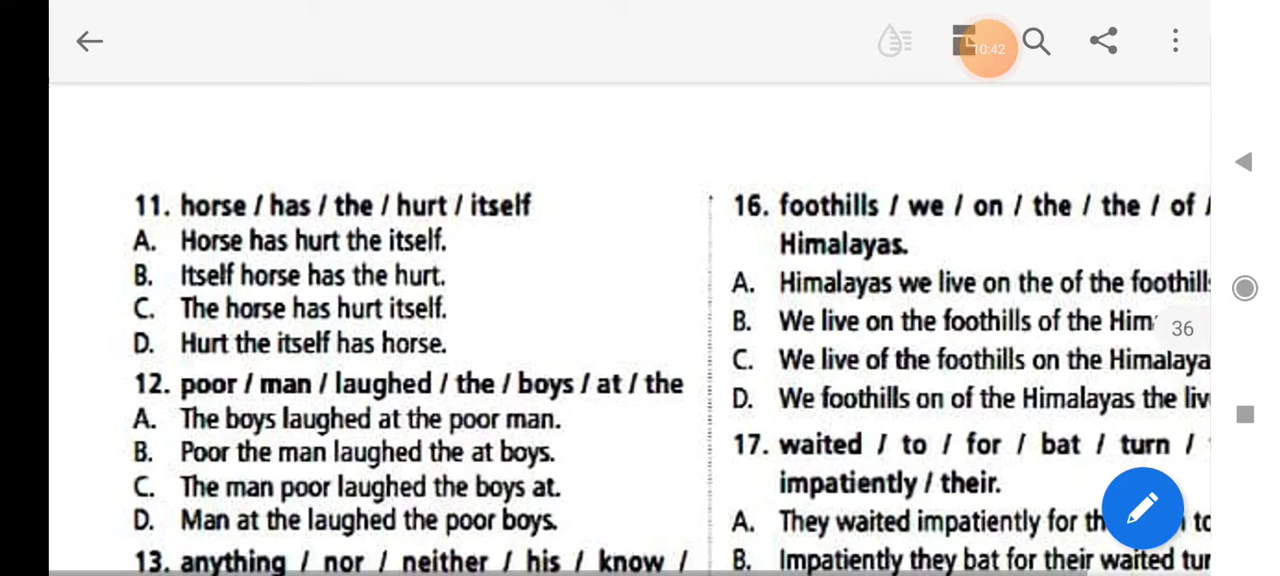 10:42
11. horse / has / the / hurt / itself
A. Horse has hurt the itself.
B. Itself horse has the hurt.
C. The horse has hurt itself.
D. Hurt the itself has horse.
12. poor / man / laughed / the / boys / at / the
A. The boys laughed at the poor man.
B. Poor the man laughed the at boys.
C. The man poor laughed the boys at.
D. Man at the laughed the poor boys.
13. anything / nor / neither / his / know /
16. foothills / we / on / the / the / of /
Himalayas.
A. Himalayas we live on the of the foothill
B. We live on the foothills of the Him
C. We live of the foothills on the Himalaya
D. We foothills on of the Himalayas the liv
36
17. waited / to / for / bat / turn /
impatiently / their.
A. They waited impatiently for th to
B. Impatiently they bat for their waited tur